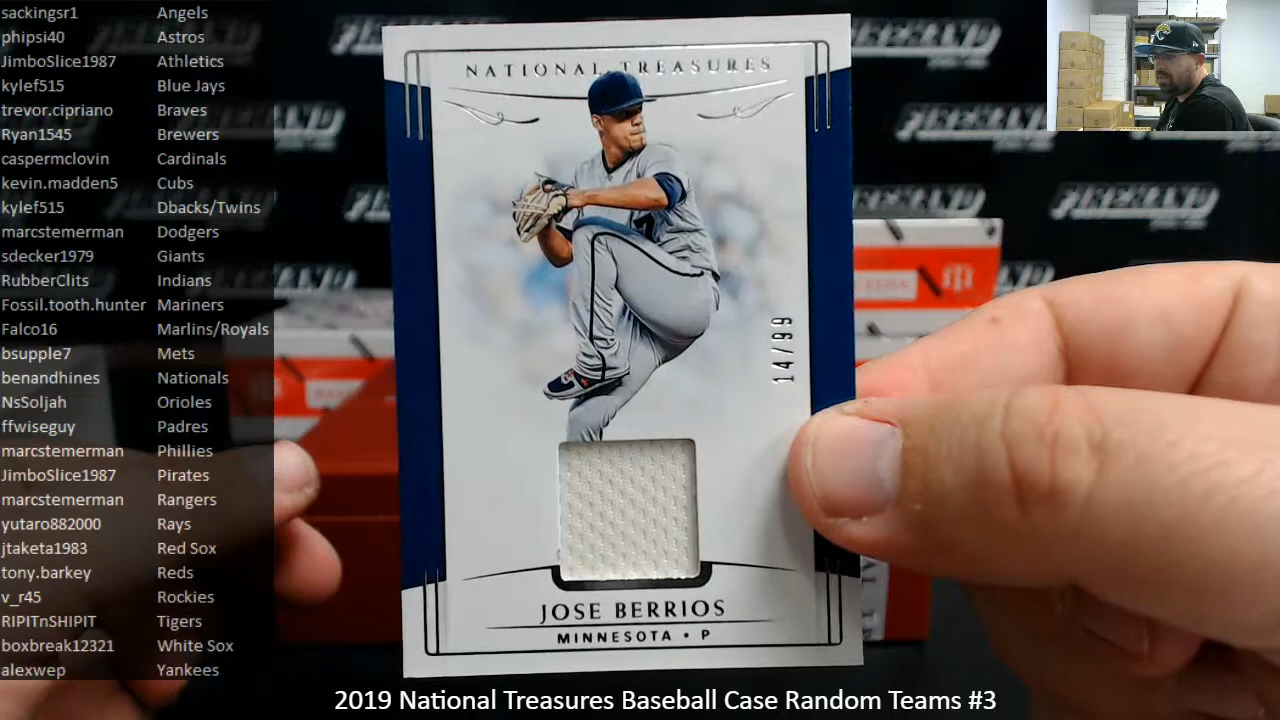 sackingsr1 Angels
phipsi40 Astros
JimboSlice1987 Athletics
kylef515 Blue Jays
trevor.cipriano Braves
Ryan1545 Brewers
caspermclovin Cardinals
kevin.madden5 Cubs
kylef515 Dbacks/Twins
marcstemerman Dodgers
sdecker1979 Giants
RubberClits Indians
Fossil.tooth.hunter Mariners
Falco16 Marlins/Royals
bsupple7 Mets
benandhines Nationals
NsSoljah Orioles
ffwiseguy Padres
marcstemerman Phillies
JimboSlice1987 Pirates
marcstemerman Rangers
yutaro882000 Rays
jtaketa1983 Red Sox
tony.barkey Reds
v_r45 Rockies
RIPITnSHIPIT Tigers
boxbreak12321 White Sox
alexwep Yankees
NATIONAL TREASURES
14/99
JOSE BERRIOS
MINNESOTA • P
2019 National Treasures Baseball Case Random Teams #3